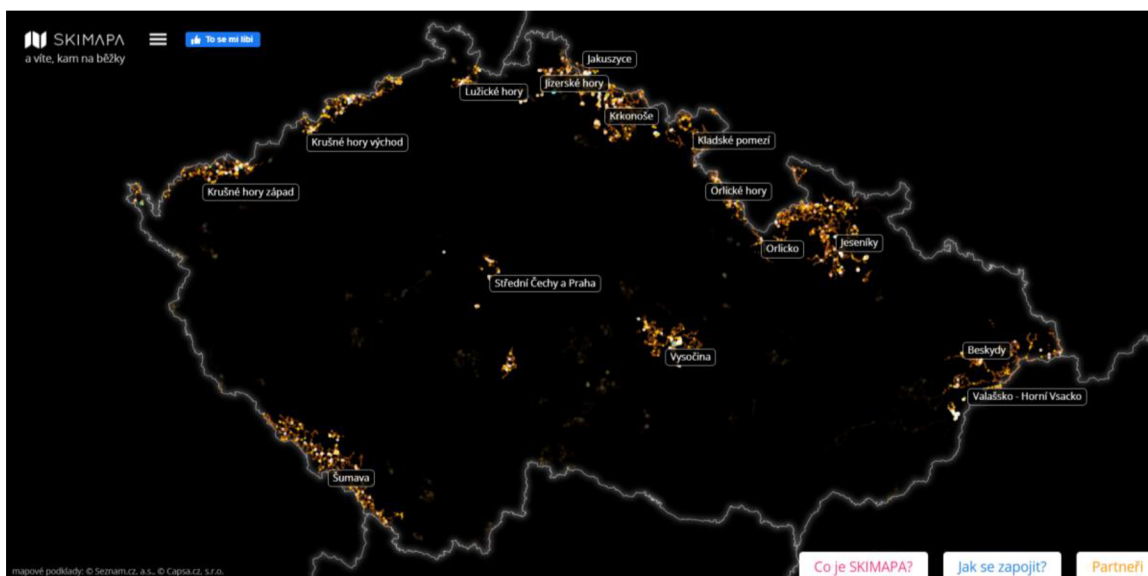 SKIMAPA
To se mi líbí
a víte, kam na běžky
Jakuszyce
Jizerské hory
Lužické hory
Krkonoše
Krušné hory východ
Kladské pomezí
Krušné hory západ
Orlické hory
Orlicko
Jeseníky
Střední Čechy a Praha
Vysočina
Beskydy
Valašsko - Horní Vsacko
Šumava
mapové podklady: © Seznam.cz, a.s., © Capsa.cz, s.r.o.
Co je SKIMAPA?
Jak se zapojit?
Partneři